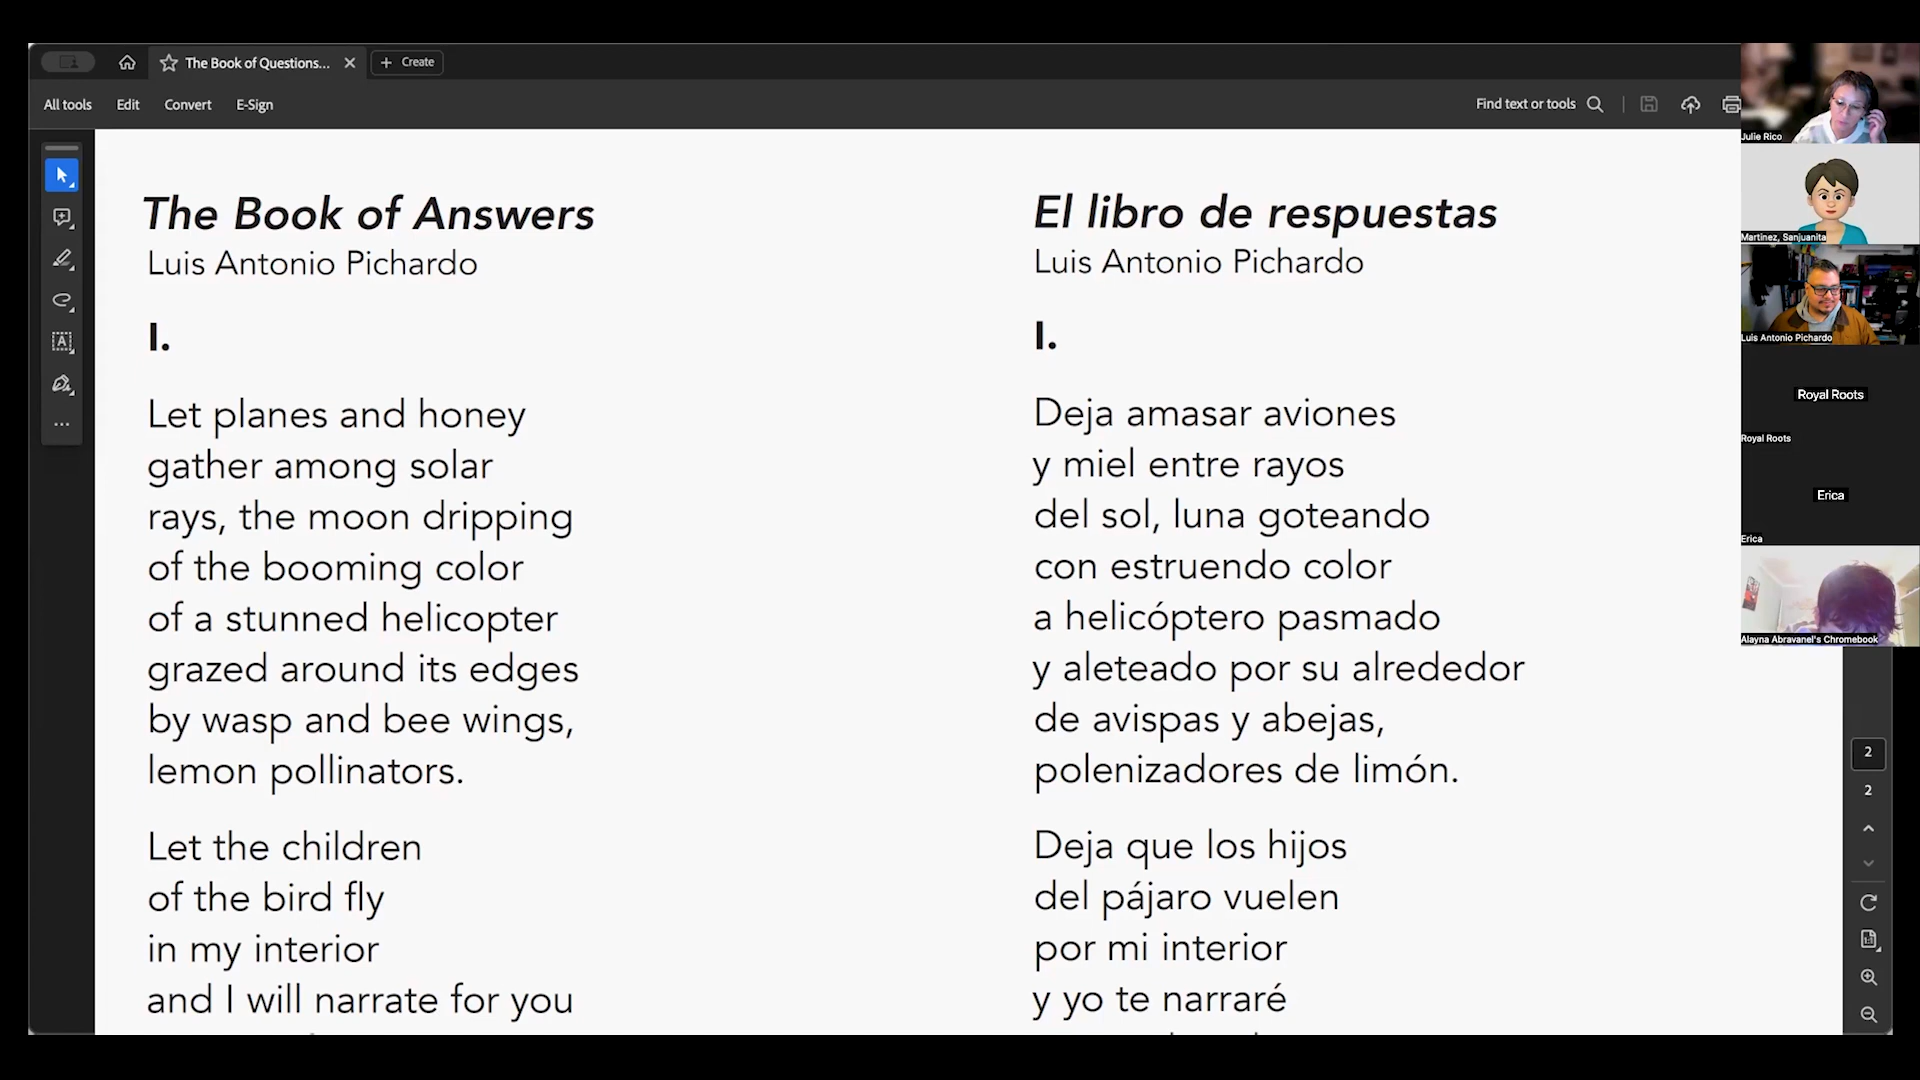 The Book of Questions...
Create
All tools
Edit
Convert
E-Sign
Find text or tools
The Book of Answers
Luis Antonio Pichardo
I.
Let planes and honey
gather among solar
rays, the moon dripping
of the booming color
of a stunned helicopter
grazed around its edges
by wasp and bee wings,
lemon pollinators.
Let the children
of the bird fly
in my interior
and I will narrate for you
El libro de respuestas
Luis Antonio Pichardo
I.
Deja amasar aviones
y miel entre rayos
del sol, luna goteando
con estruendo color
a helicóptero pasmado
y aleteado por su alrededor
de avispas y abejas,
polenizadores de limón.
Deja que los hijos
del pájaro vuelen
por mi interior
y yo te narraré
Julie Rico
Martinez, Sanjuanita
Luis Antonio Pichardo
Royal Roots
Royal Roots
Erica
Erica
Alayna Abravanel's Chromebook
2
2